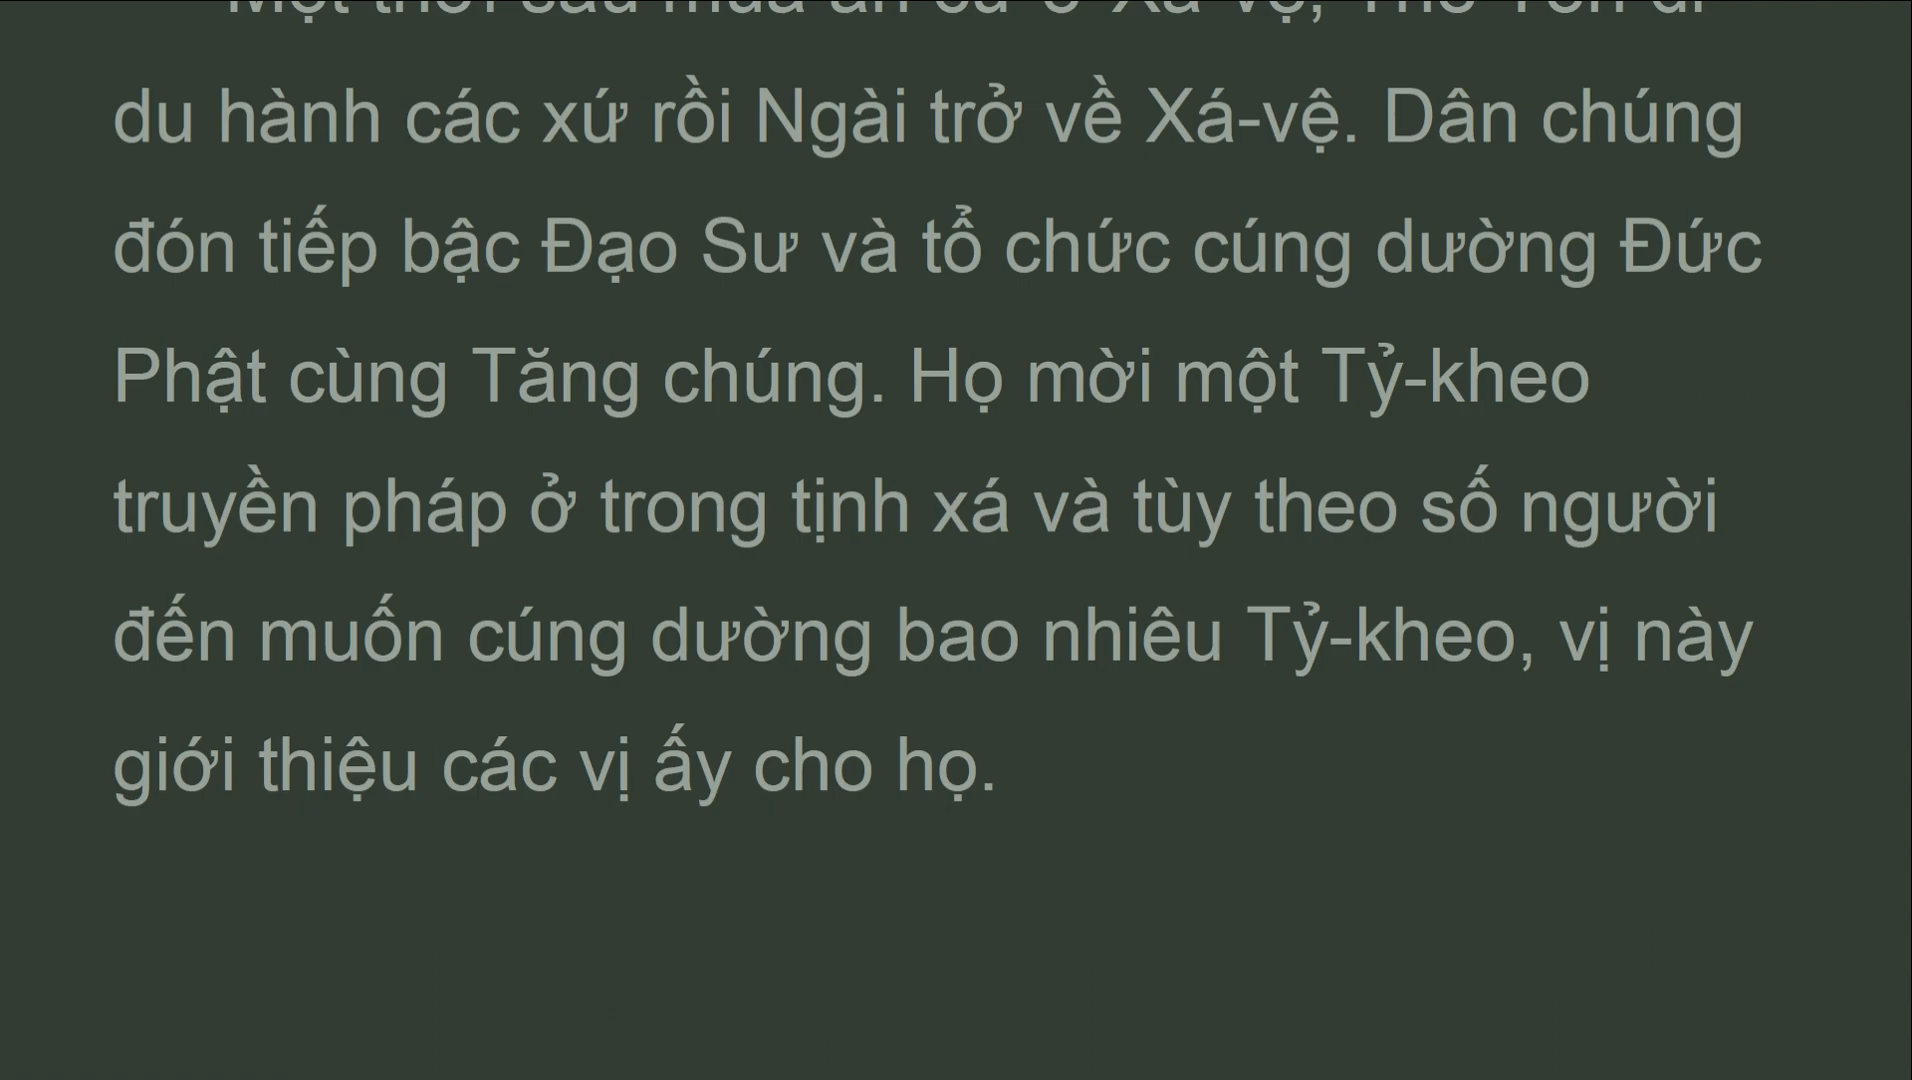 du hành các xứ rồi Ngài trở về Xá-vệ. Dân chúng
đón tiếp bậc Đạo Sư và tổ chức cúng dường Đức
Phật cùng Tăng chúng. Họ mời một Tỷ-kheo
truyền pháp ở trong tịnh xá và tùy theo số người
đến muốn cúng dường bao nhiêu Tỷ-kheo, vị này
giới thiệu các vị ấy cho họ.